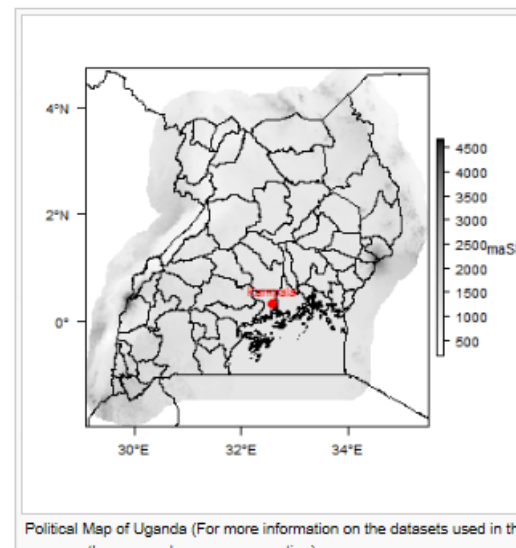 4°N
2°N
0°
30°E
32°E
34°E
Kampala
4500
4000
3500
3000
2500
2000
1500
1000
500
maS
Political Map of Uganda (For more information on the datasets used in th